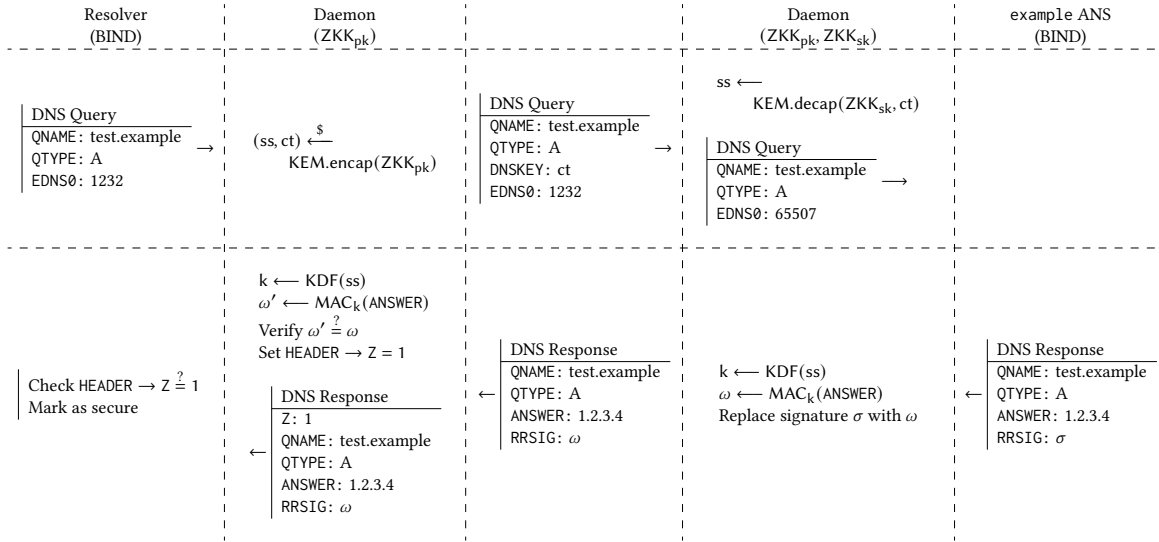 Resolver
(BIND)
Daemon
(ZKK_pk)
Daemon
(ZKK_pk, ZKK_sk)
example ANS
(BIND)
DNS Query
QNAME: test.example
QTYPE: A
EDNS0: 1232
→
(ss, ct) ←$
KEM.encap(ZKK_pk)
DNS Query
QNAME: test.example
QTYPE: A
DNSKEY: ct
EDNS0: 1232
→
ss ⟵
KEM.decap(ZKK_sk, ct)
DNS Query
QNAME: test.example
QTYPE: A
EDNS0: 65507
⟶
Check HEADER → Z ≟ 1
Mark as secure
k ⟵ KDF(ss)
ω′ ⟵ MAC_k(ANSWER)
Verify ω′ ≟ ω
Set HEADER → Z = 1
←
DNS Response
Z: 1
QNAME: test.example
QTYPE: A
ANSWER: 1.2.3.4
RRSIG: ω
←
DNS Response
QNAME: test.example
QTYPE: A
ANSWER: 1.2.3.4
RRSIG: ω
k ⟵ KDF(ss)
ω ⟵ MAC_k(ANSWER)
Replace signature σ with ω
←
DNS Response
QNAME: test.example
QTYPE: A
ANSWER: 1.2.3.4
RRSIG: σ